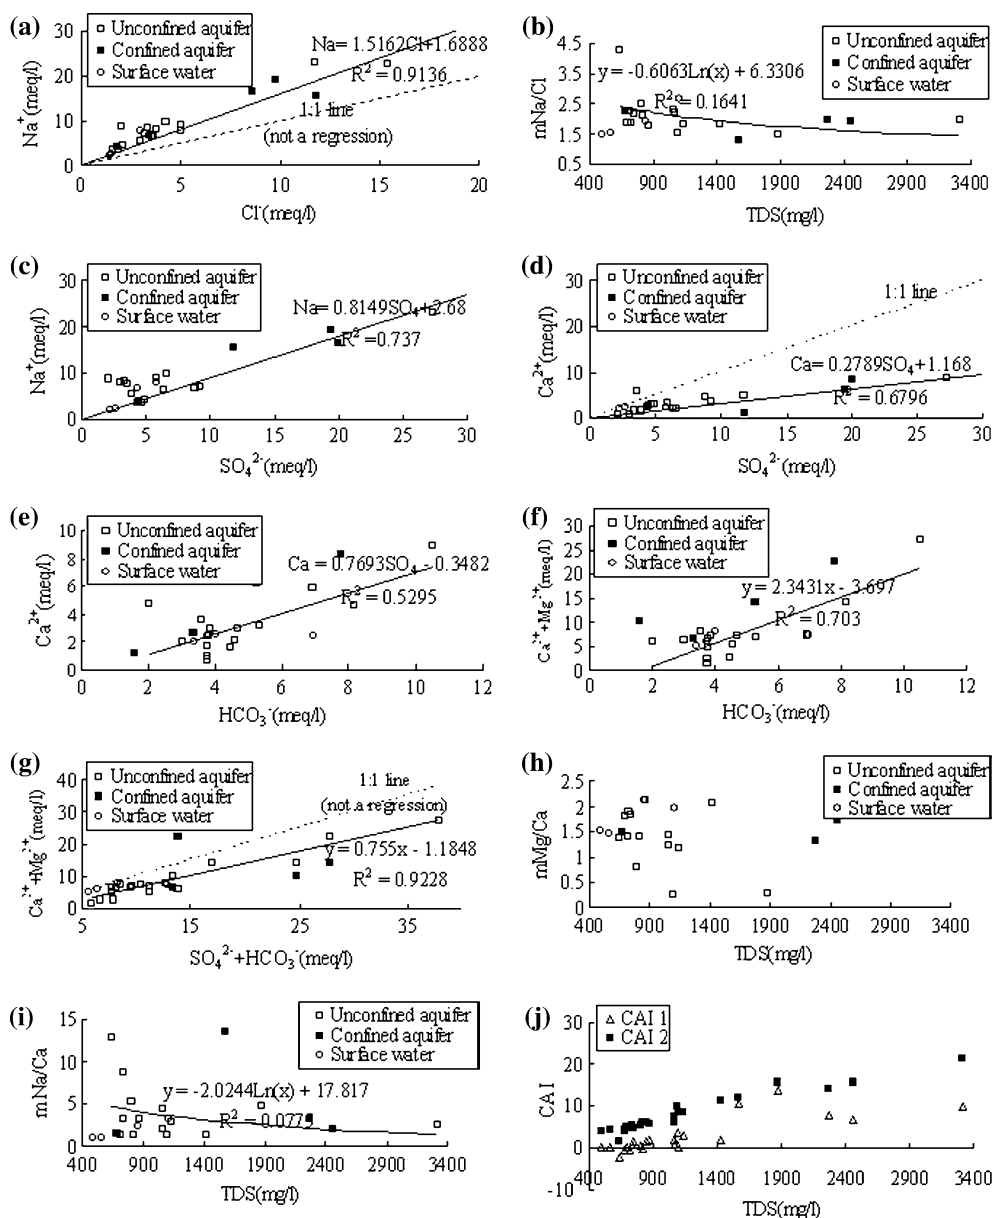 (a)
30
20
10
0
Na⁺(meq/l)
Unconfined aquifer
Confined aquifer
Surface water
Na= 1.5162Cl+1.6888
R² = 0.9136
1:1 line
(not a regression)
0 5 10 15 20
Cl⁻(meq/l)
(b)
4.5
3.5
2.5
1.5
0.5
mNa/Cl
Unconfined aquifer
Confined aquifer
Surface water
y = -0.6063Ln(x) + 6.3306
R² = 0.1641
400 900 1400 1900 2400 2900 3400
TDS(mg/l)
(c)
30
20
10
0
Na⁺(meq/l)
Unconfined aquifer
Confined aquifer
Surface water
Na= 0.8149SO₄+2.68
R² =0.737
0 5 10 15 20 25 30
SO₄²⁻(meq/l)
(d)
30
20
10
0
Ca²⁺(meq/l)
Unconfined aquifer
Confined aquifer
Surface water
1:1 line
Ca= 0.2789SO₄+1.168
R² = 0.6796
0 5 10 15 20 25 30
SO₄²⁻(meq/l)
(e)
10
8
6
4
2
0
Ca²⁺(meq/l)
Unconfined aquifer
Confined aquifer
Surface water
Ca = 0.7693SO₄ - 0.3482
R² = 0.5295
0 2 4 6 8 10 12
HCO₃⁻(meq/l)
(f)
30
25
20
15
10
5
0
Ca²⁺+Mg²⁺(meq/l)
Unconfined aquifer
Confined aquifer
Surface water
y = 2.3431x - 3.697
R² = 0.703
0 2 4 6 8 10 12
HCO₃⁻(meq/l)
(g)
40
30
20
10
0
Ca²⁺+Mg²⁺(meq/l)
Unconfined aquifer
Confined aquifer
Surface water
1:1 line
(not a regression)
y = 0.755x - 1.1848
R² = 0.9228
5 15 25 35
SO₄²⁻+HCO₃⁻(meq/l)
(h)
2.5
2
1.5
1
0.5
0
mMg/Ca
Unconfined aquifer
Confined aquifer
Surface water
400 900 1400 1900 2400 2900 3400
TDS(mg/l)
(i)
15
10
5
0
mNa/Ca
Unconfined aquifer
Confined aquifer
Surface water
y = -2.0244Ln(x) + 17.817
R² = 0.077
400 900 1400 1900 2400 2900 3400
TDS(mg/l)
(j)
30
20
10
0
-10
CAI
CAI 1
CAI 2
400 900 1400 1900 2400 2900 3400
TDS(mg/l)